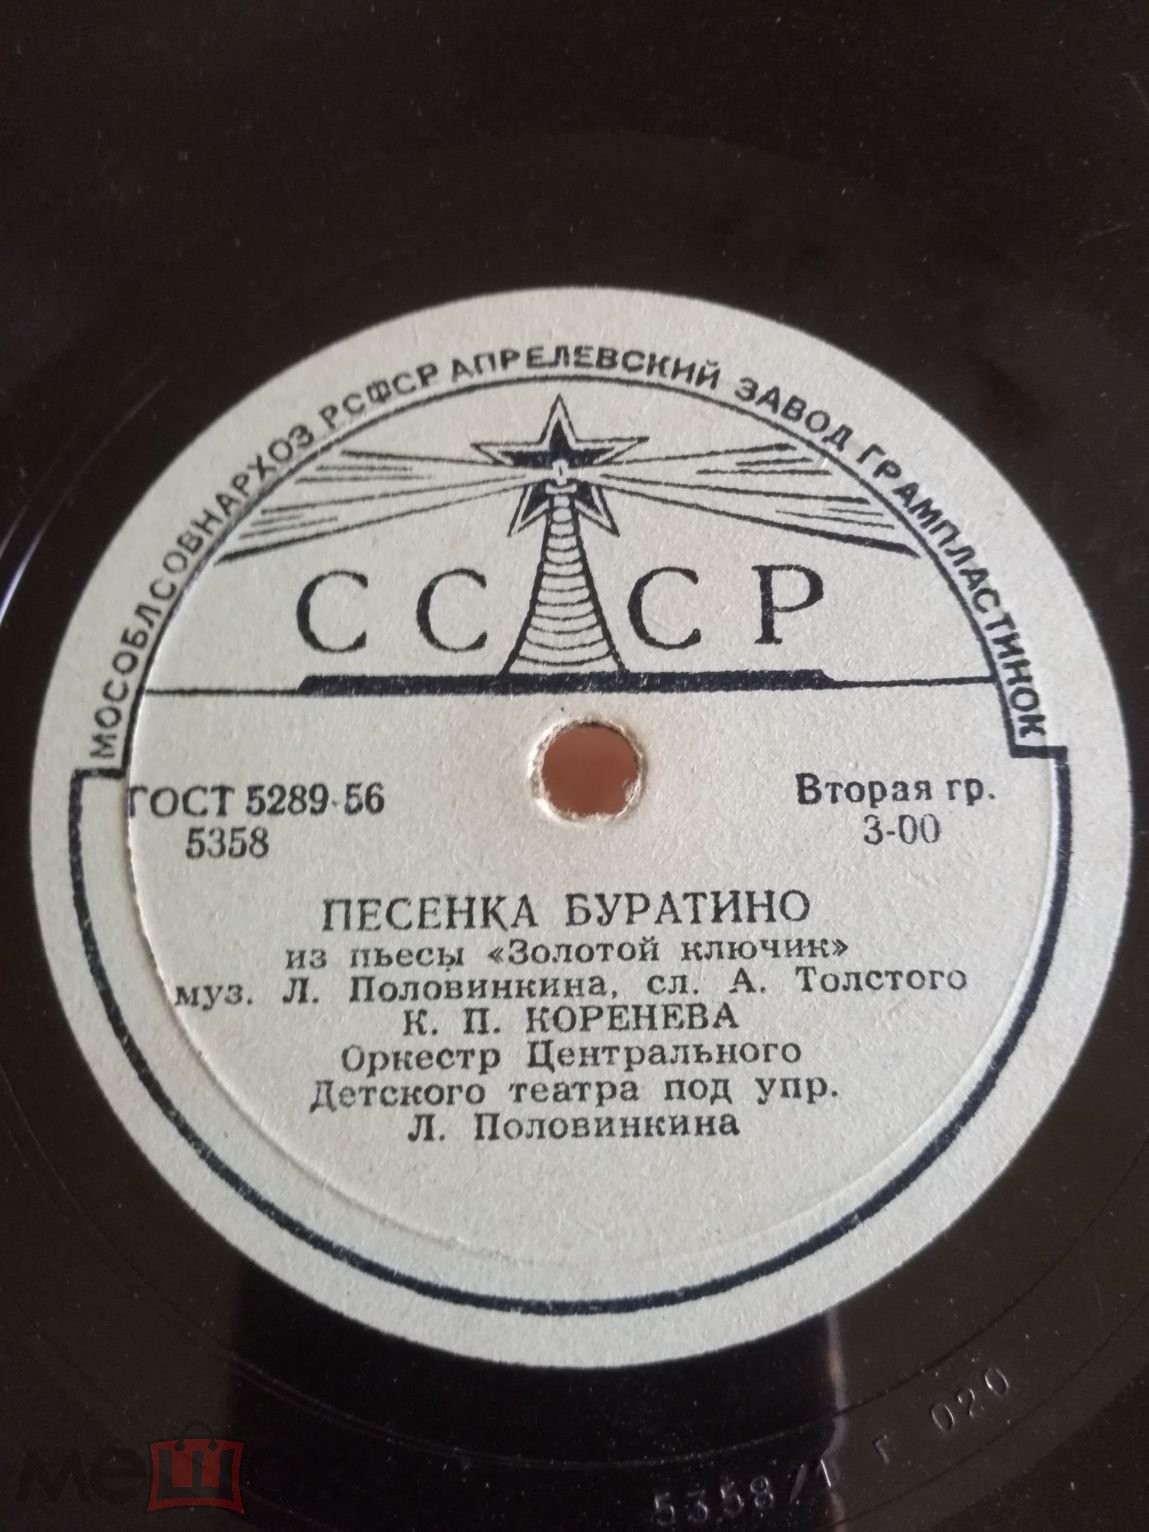 МОСОБЛСОВНАРХОЗ РСФСР АПРЕЛЕВСКИЙ ЗАВОД ГРАМПЛАСТИНОК
СССР
ГОСТ 5289-56
5358
Вторая гр.
3-00
ПЕСЕНКА БУРАТИНО
из пьесы «Золотой ключик»
муз. Л. Половинкина, сл. А. Толстого
К. П. КОРЕНЕВА
Оркестр Центрального
Детского театра под упр.
Л. Половинкина
5358/1 Г 020